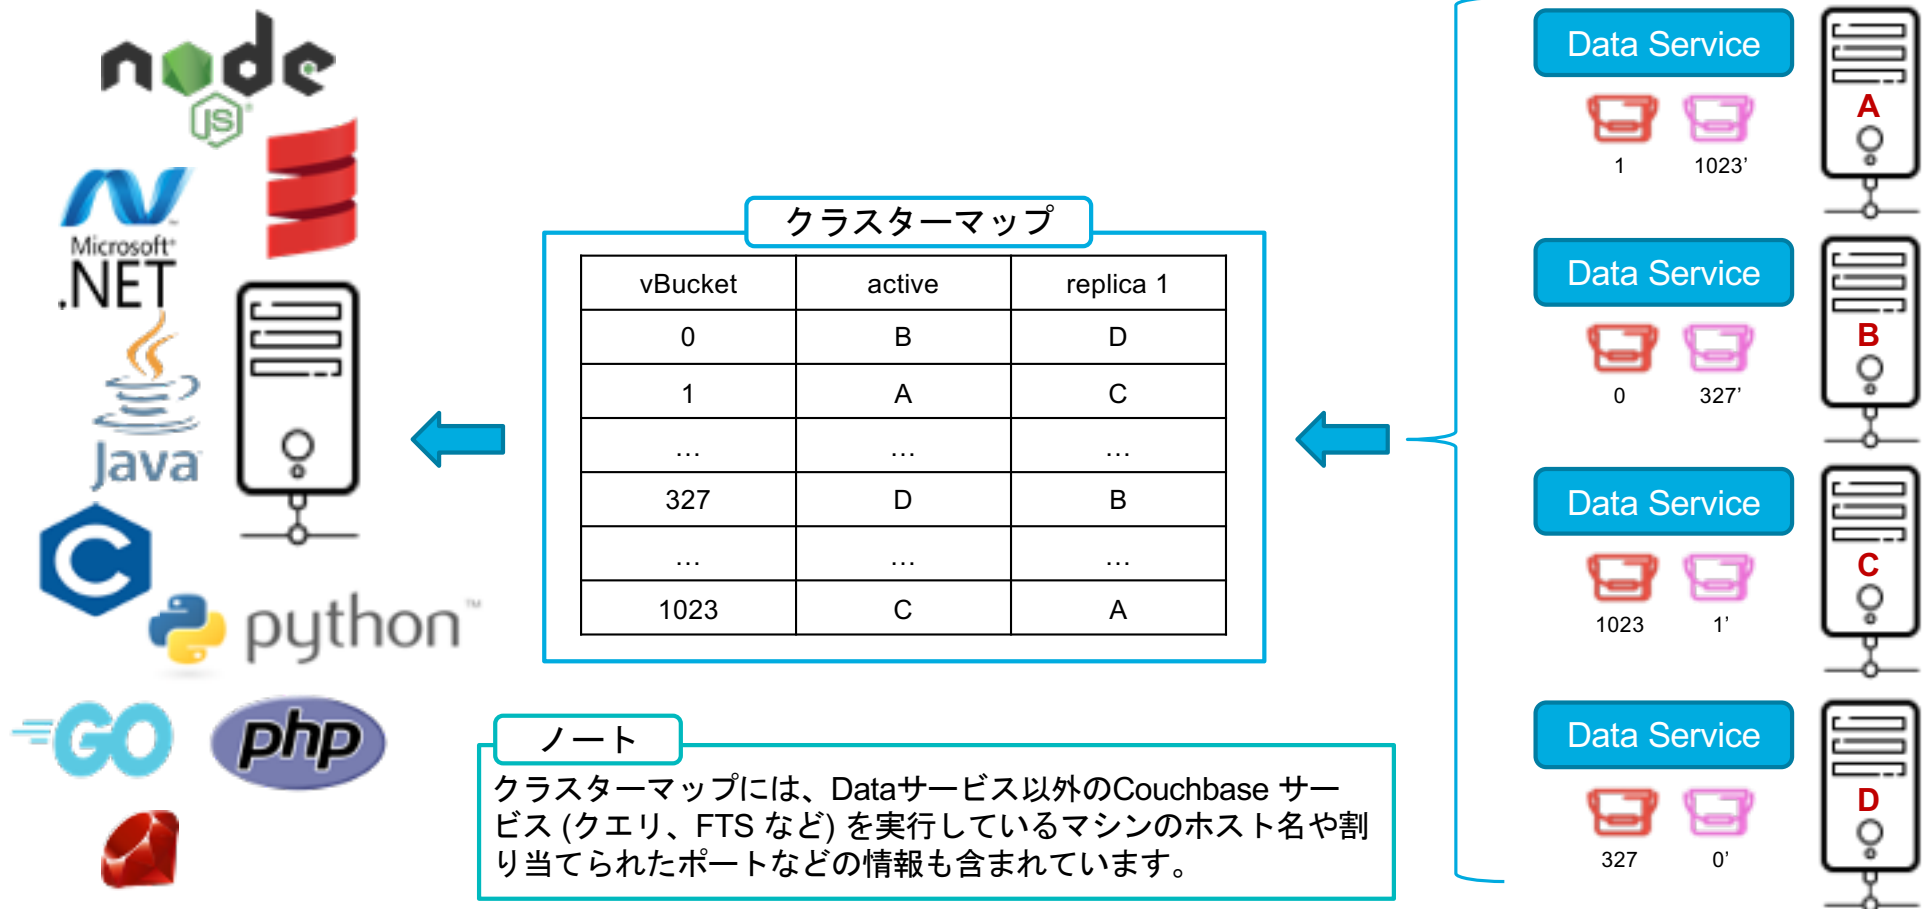 node
JS
Microsoft
.NET
Java
C
python™
GO
php
クラスターマップ
vBucket active replica 1
0 B D
1 A C
… … …
327 D B
… … …
1023 C A
ノート
クラスターマップには、Dataサービス以外のCouchbase サー
ビス (クエリ、FTS など) を実行しているマシンのホスト名や割
り当てられたポートなどの情報も含まれています。
Data Service
A
1 1023’
Data Service
B
0 327’
Data Service
C
1023 1’
Data Service
D
327 0’